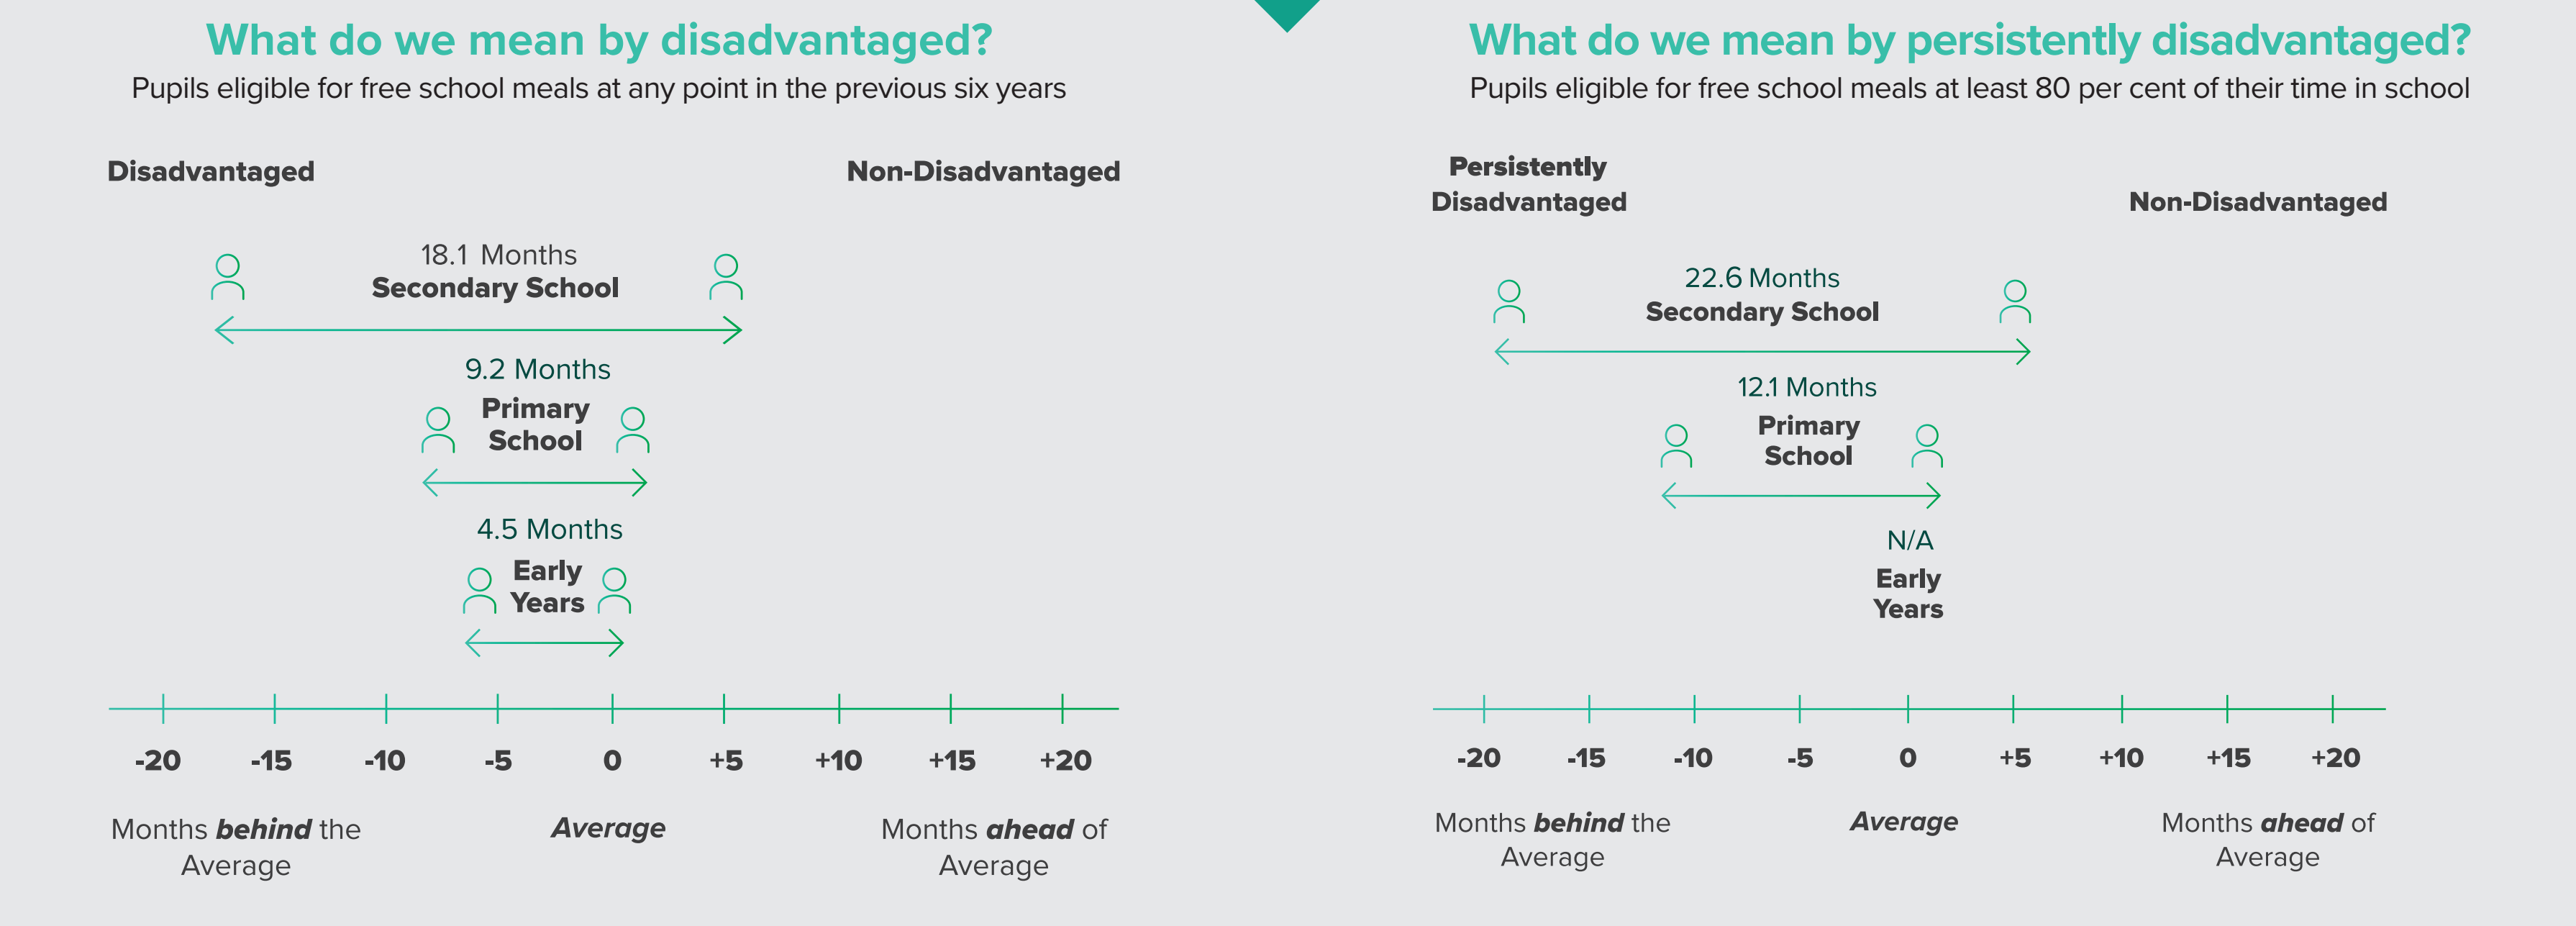 What do we mean by disadvantaged?
Pupils eligible for free school meals at any point in the previous six years
Disadvantaged
Non-Disadvantaged
18.1 Months
Secondary School
9.2 Months
Primary
School
4.5 Months
Early
Years
-20 -15 -10 -5 0 +5 +10 +15 +20
Months behind the
Average
Average
Months ahead of
Average
What do we mean by persistently disadvantaged?
Pupils eligible for free school meals at least 80 per cent of their time in school
Persistently
Disadvantaged
Non-Disadvantaged
22.6 Months
Secondary School
12.1 Months
Primary
School
N/A
Early
Years
-20 -15 -10 -5 0 +5 +10 +15 +20
Months behind the
Average
Average
Months ahead of
Average